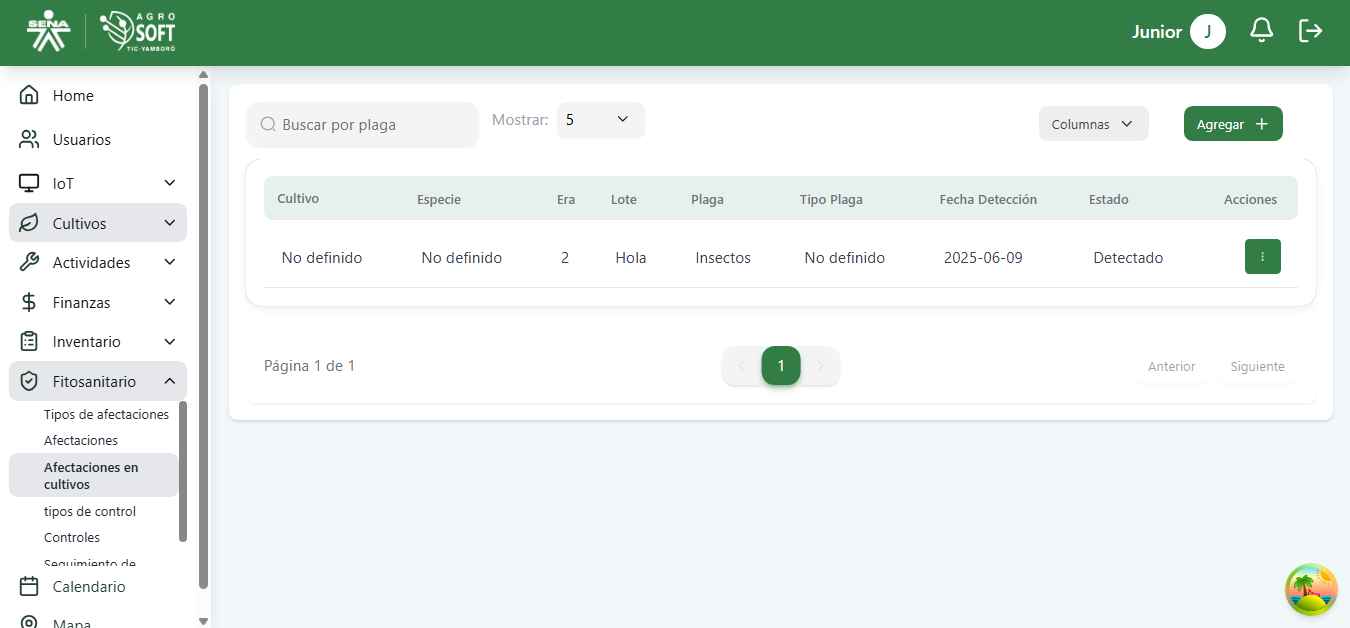 SENA
AGRO
SOFT
TIC-YAMBORÓ
Junior J
Home
Usuarios
IoT
Cultivos
Actividades
Finanzas
Inventario
Fitosanitario
Tipos de afectaciones
Afectaciones
Afectaciones en
cultivos
tipos de control
Controles
Seguimiento de
Calendario
Mapa
Buscar por plaga
Mostrar: 5
Columnas
Agregar
Cultivo Especie Era Lote Plaga Tipo Plaga Fecha Detección Estado Acciones
No definido No definido 2 Hola Insectos No definido 2025-06-09 Detectado
Página 1 de 1
1
Anterior Siguiente